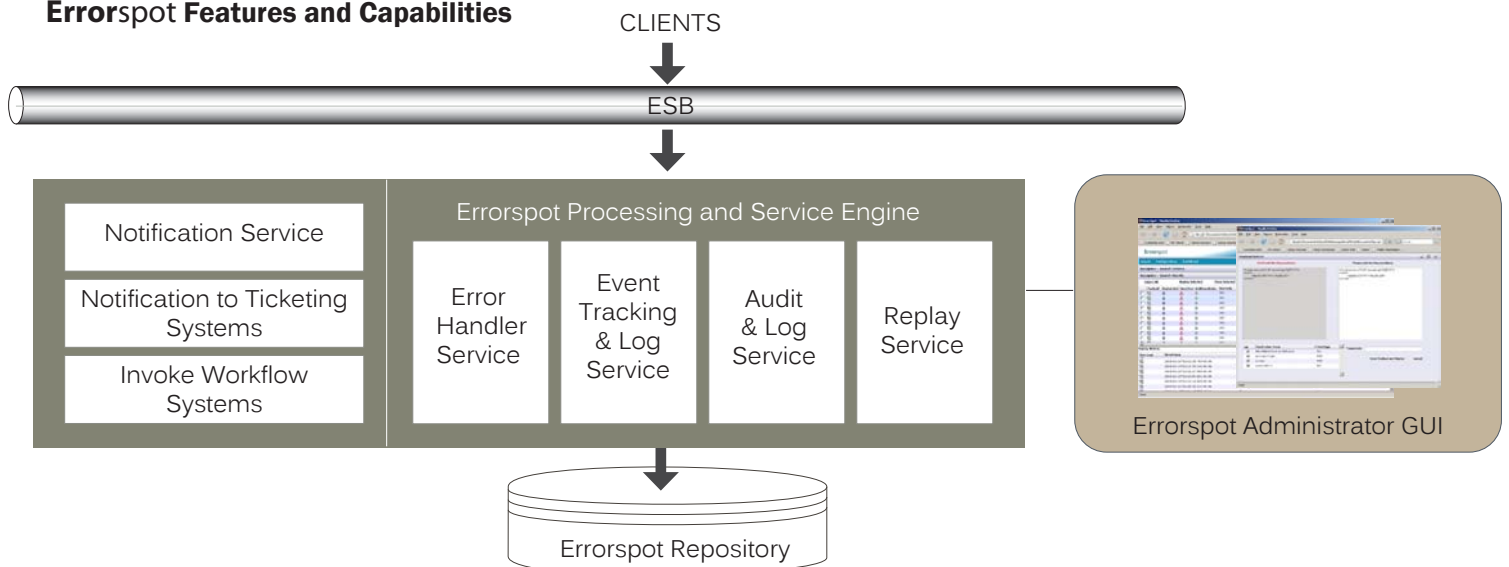 Errorspot Features and Capabilities
CLIENTS
ESB
Notification Service
Notification to Ticketing
Systems
Invoke Workflow
Systems
Errorspot Processing and Service Engine
Error
Handler
Service
Event
Tracking
& Log
Service
Audit
& Log
Service
Replay
Service
Errorspot Administrator GUI
Errorspot Repository